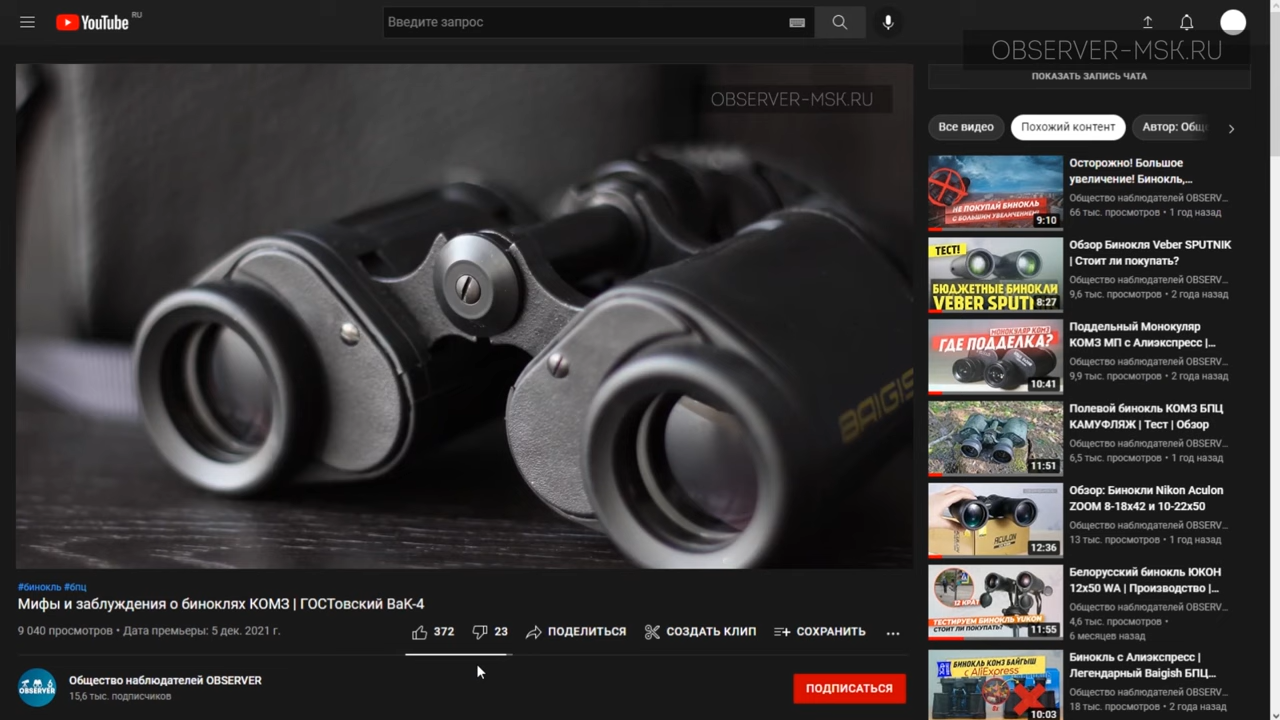 YouTube RU
Введите запрос
OBSERVER-MSK.RU
ПОКАЗАТЬ ЗАПИСЬ ЧАТА
OBSERVER-MSK.RU
BAIGIS
#бинокль #бпц
Мифы и заблуждения о биноклях КОМЗ | ГОСТовский ВаК-4
9 040 просмотров • Дата премьеры: 5 дек. 2021 г.
372
23
ПОДЕЛИТЬСЯ
СОЗДАТЬ КЛИП
СОХРАНИТЬ
OBSERVER
Общество наблюдателей OBSERVER
15,6 тыс. подписчиков
ПОДПИСАТЬСЯ
Все видео
Похожий контент
Автор: Общ
НЕ ПОКУПАЙ БИНОКЛЬ
С БОЛЬШИМ УВЕЛИЧЕНИЕМ!
9:10
Осторожно! Большое
увеличение! Бинокль,...
Общество наблюдателей OBSERV...
66 тыс. просмотров • 1 год назад
ТЕСТ!
БЮДЖЕТНЫЕ БИНОКЛИ
VEBER SPUTN
8:27
Обзор Бинокля Veber SPUTNIK
| Стоит ли покупать?
Общество наблюдателей OBSERV...
9,6 тыс. просмотров • 2 года назад
МОНОКУЛЯР КОМЗ
ГДЕ ПОДДЕЛКА?
10:41
Поддельный Монокуляр
КОМЗ МП с Алиэкспресс |...
Общество наблюдателей OBSERV...
9,9 тыс. просмотров • 2 года назад
11:51
Полевой бинокль КОМЗ БПЦ
КАМУФЛЯЖ | Тест | Обзор
Общество наблюдателей OBSERV...
6,5 тыс. просмотров • 1 год назад
ACULON
12:36
Обзор: Бинокли Nikon Aculon
ZOOM 8-18x42 и 10-22x50
Общество наблюдателей OBSERV...
13 тыс. просмотров • 1 год назад
12 КРАТ
ТЕСТИРУЕМ БИНОКЛЬ YUKON
СТОИТ ЛИ ПОКУПАТЬ?
11:55
Белорусский бинокль ЮКОН
12x50 WA | Производство |...
Общество наблюдателей OBSERV...
4,6 тыс. просмотров •
6 месяцев назад
БИНОКЛЬ КОМЗ БАЙГЫШ
С AliExpress
10:03
Бинокль с Алиэкспресс |
Легендарный Baigish БПЦ...
Общество наблюдателей OBSERV...
18 тыс. просмотров • 2 года назад